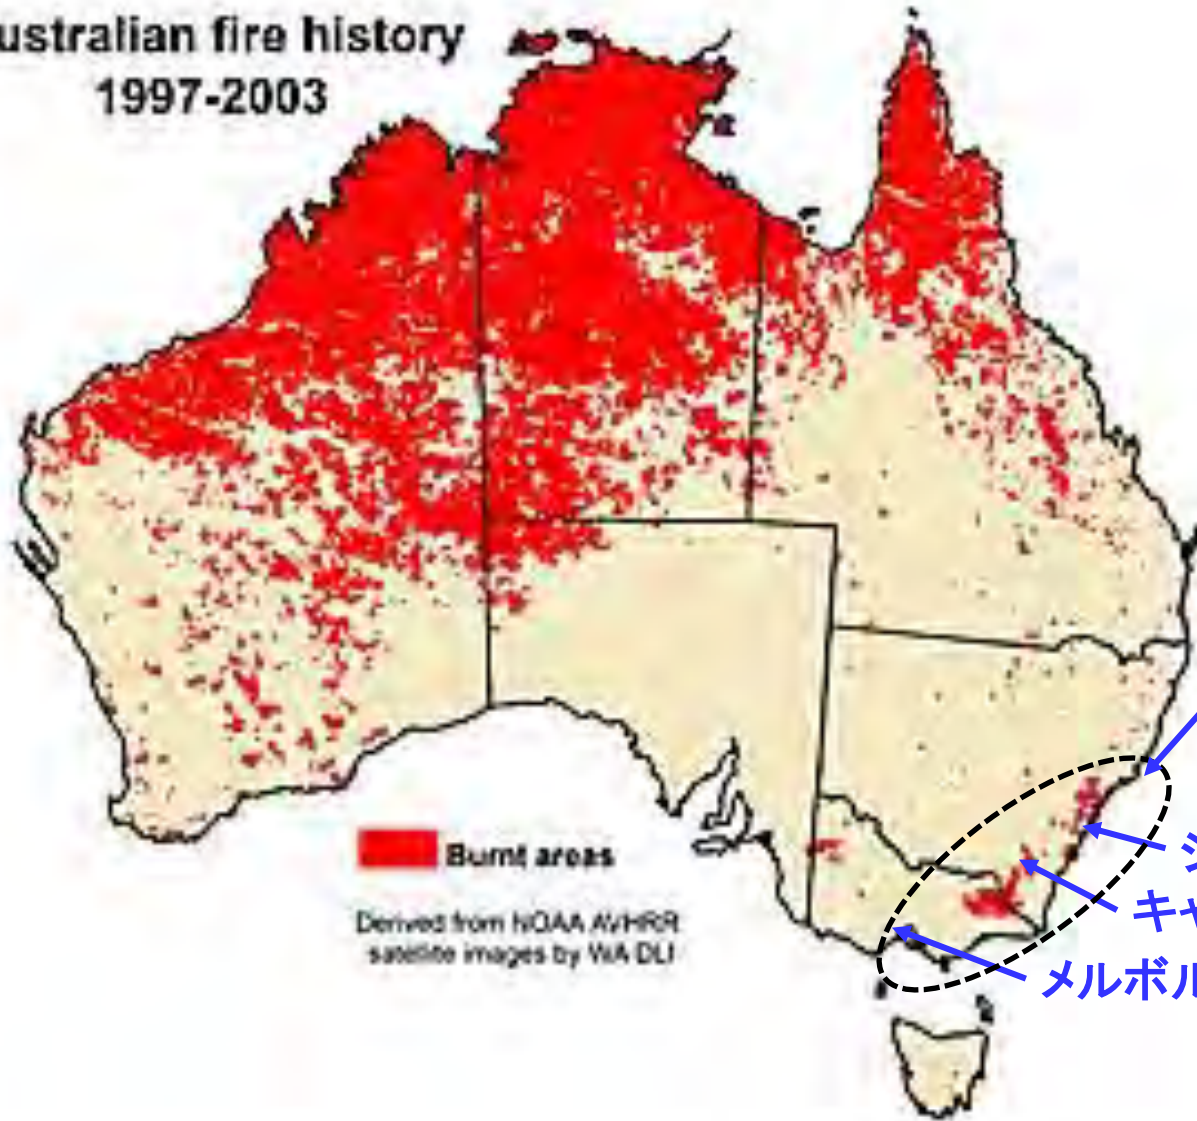 ustralian fire history
1997-2003
Burnt areas
Derived from NOAA AVHRR
satellite images by WA DLI
シ
キャ
メルボル